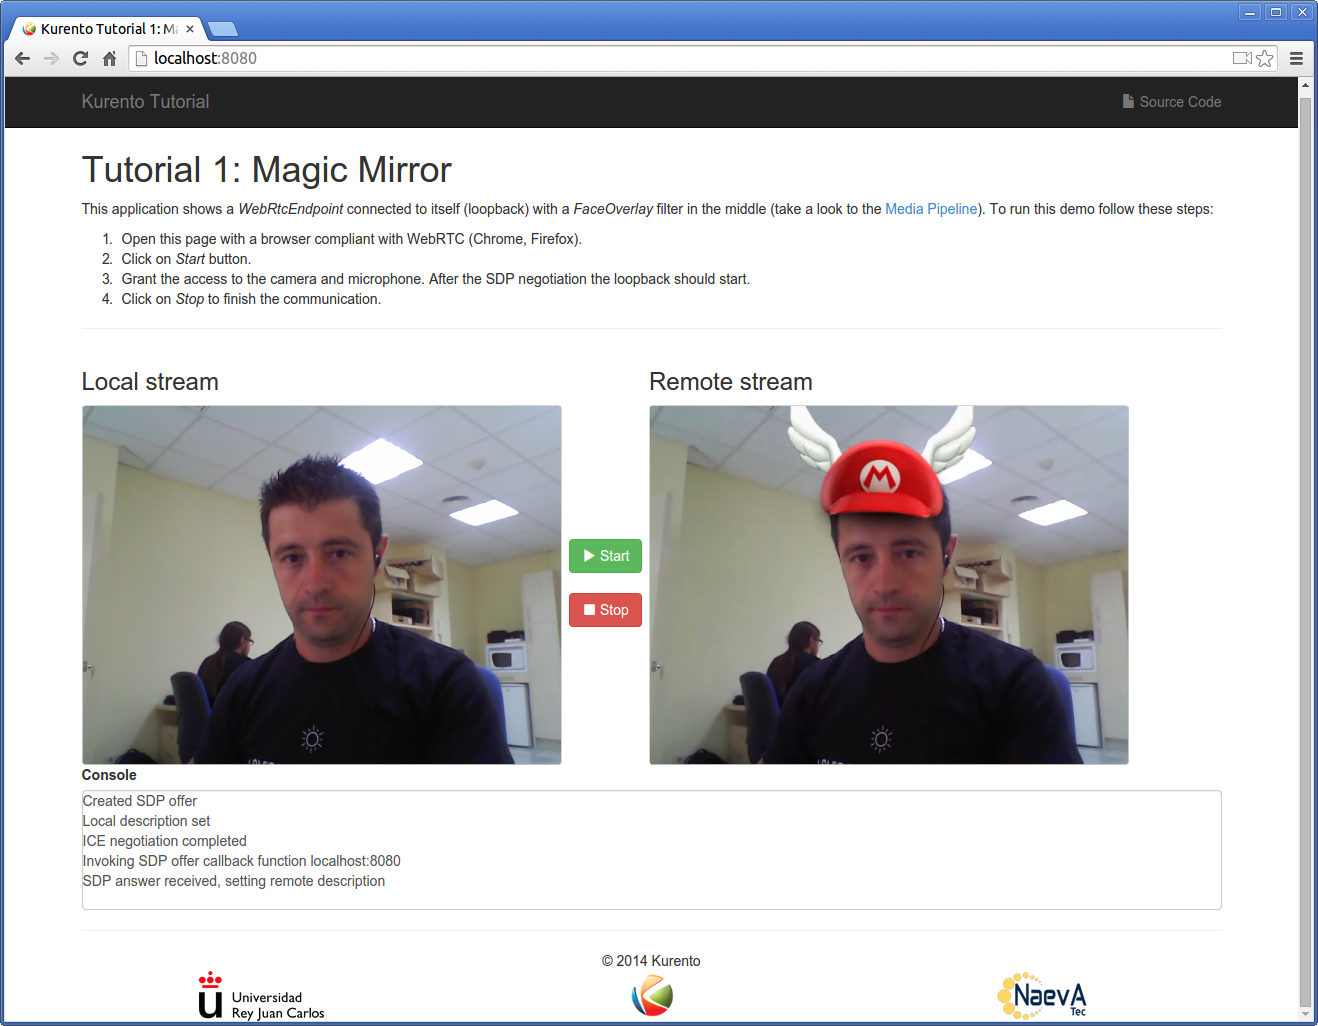 Kurento Tutorial 1: Ma
localhost:8080
Kurento Tutorial
Source Code
Tutorial 1: Magic Mirror
This application shows a WebRtcEndpoint connected to itself (loopback) with a FaceOverlay filter in the middle (take a look to the Media Pipeline). To run this demo follow these steps:
1. Open this page with a browser compliant with WebRTC (Chrome, Firefox).
2. Click on Start button.
3. Grant the access to the camera and microphone. After the SDP negotiation the loopback should start.
4. Click on Stop to finish the communication.
Local stream
Remote stream
M
Start
Stop
Console
Created SDP offer
Local description set
ICE negotiation completed
Invoking SDP offer callback function localhost:8080
SDP answer received, setting remote description
© 2014 Kurento
u
Universidad
Rey Juan Carlos
NaevA
Tec